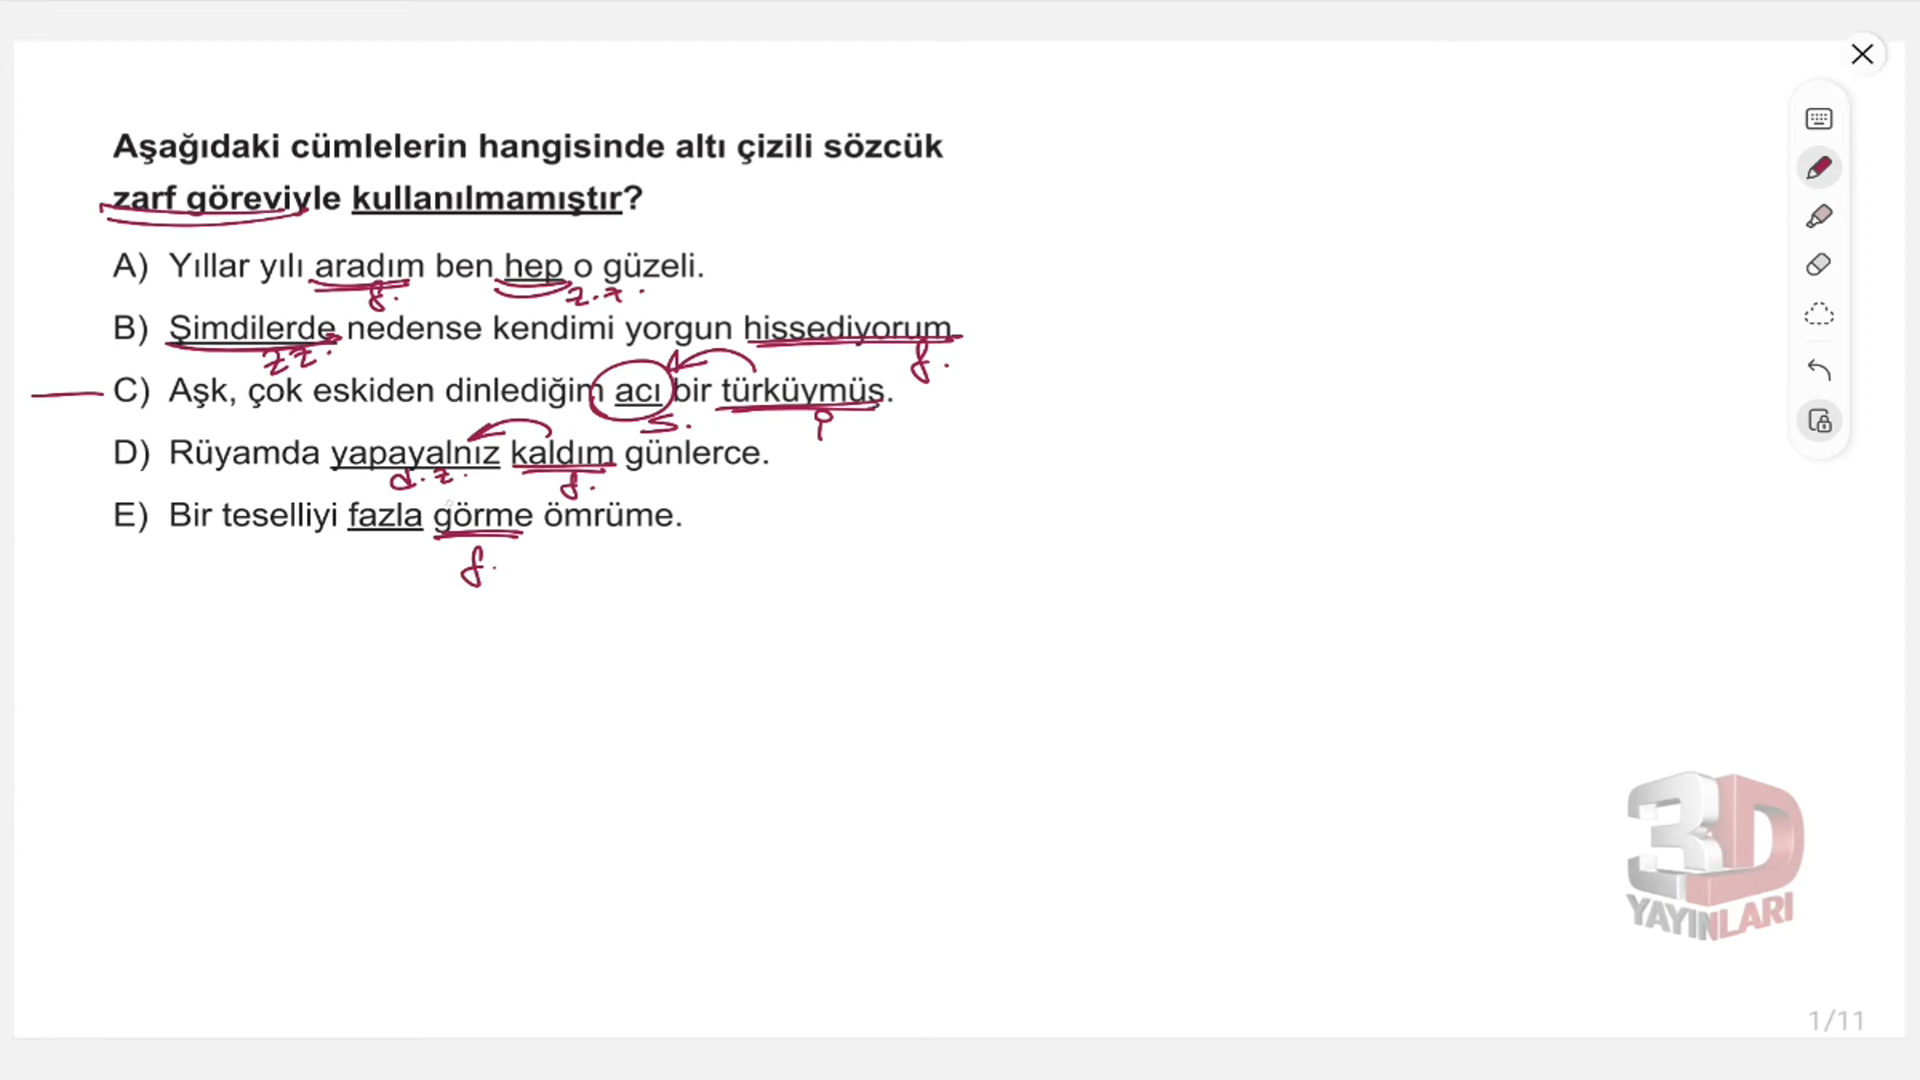 Aşağıdaki cümlelerin hangisinde altı çizili sözcük
zarf göreviyle kullanılmamıştır?
A) Yıllar yılı aradım ben hep o güzeli.
f. z.z.
B) Şimdilerde nedense kendimi yorgun hissediyorum.
z z. f.
C) Aşk, çok eskiden dinlediğim acı bir türküymüş.
s. i
D) Rüyamda yapayalnız kaldım günlerce.
d. z. f.
E) Bir teselliyi fazla görme ömrüme.
f.
3D
YAYINLARI
1/11